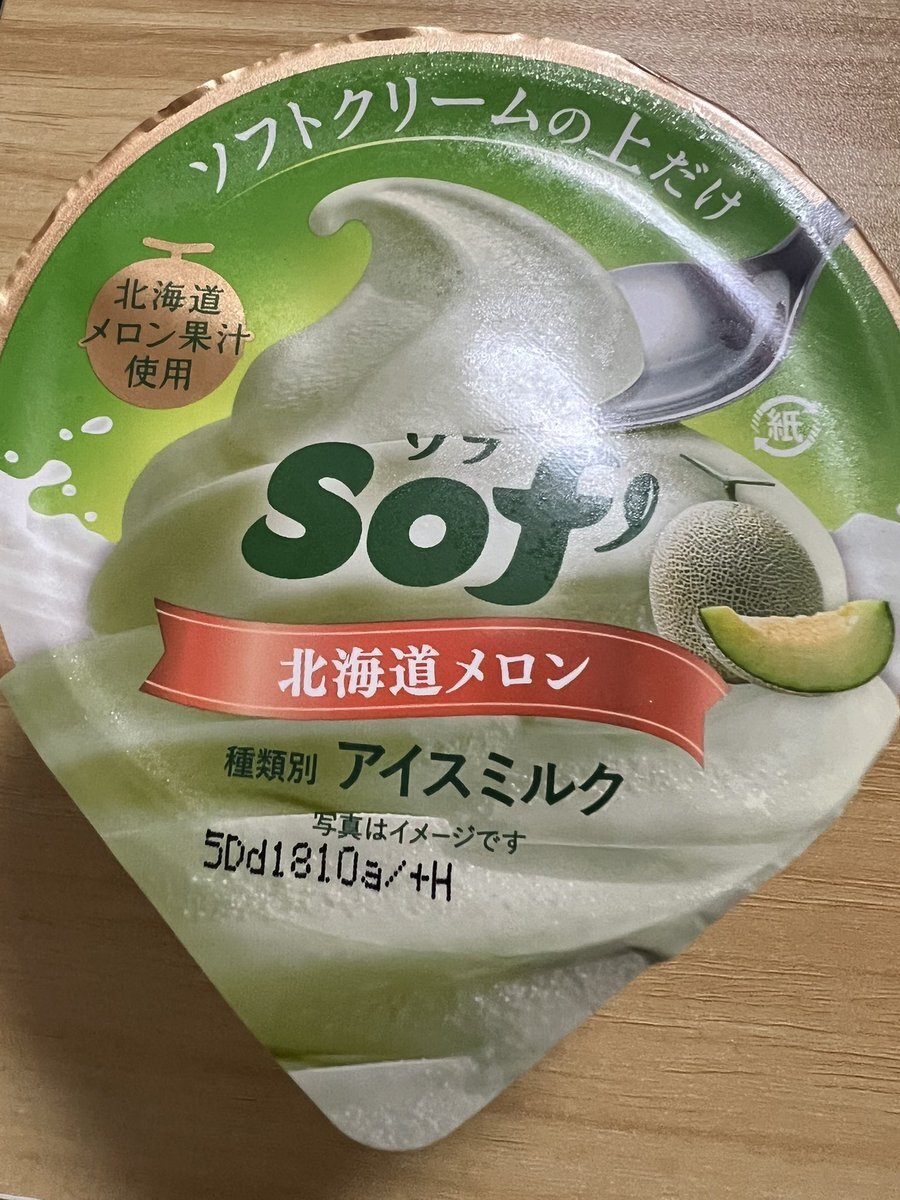 ソフトクリームの上だけ
北海道
メロン果汁
使用
紙
ソフ
Sof
北海道メロン
種類別 アイスミルク
写真はイメージです
5Dd1810a/+H